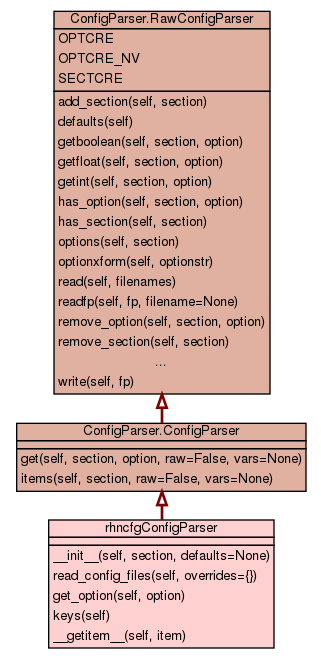 ConfigParser.RawConfigParser
OPTCRE
OPTCRE_NV
SECTCRE
add_section(self, section)
defaults(self)
getboolean(self, section, option)
getfloat(self, section, option)
getint(self, section, option)
has_option(self, section, option)
has_section(self, section)
options(self, section)
optionxform(self, optionstr)
read(self, filenames)
readfp(self, fp, filename=None)
remove_option(self, section, option)
remove_section(self, section)
...
write(self, fp)
ConfigParser.ConfigParser
get(self, section, option, raw=False, vars=None)
items(self, section, raw=False, vars=None)
rhncfgConfigParser
__init__(self, section, defaults=None)
read_config_files(self, overrides={})
get_option(self, option)
keys(self)
__getitem__(self, item)